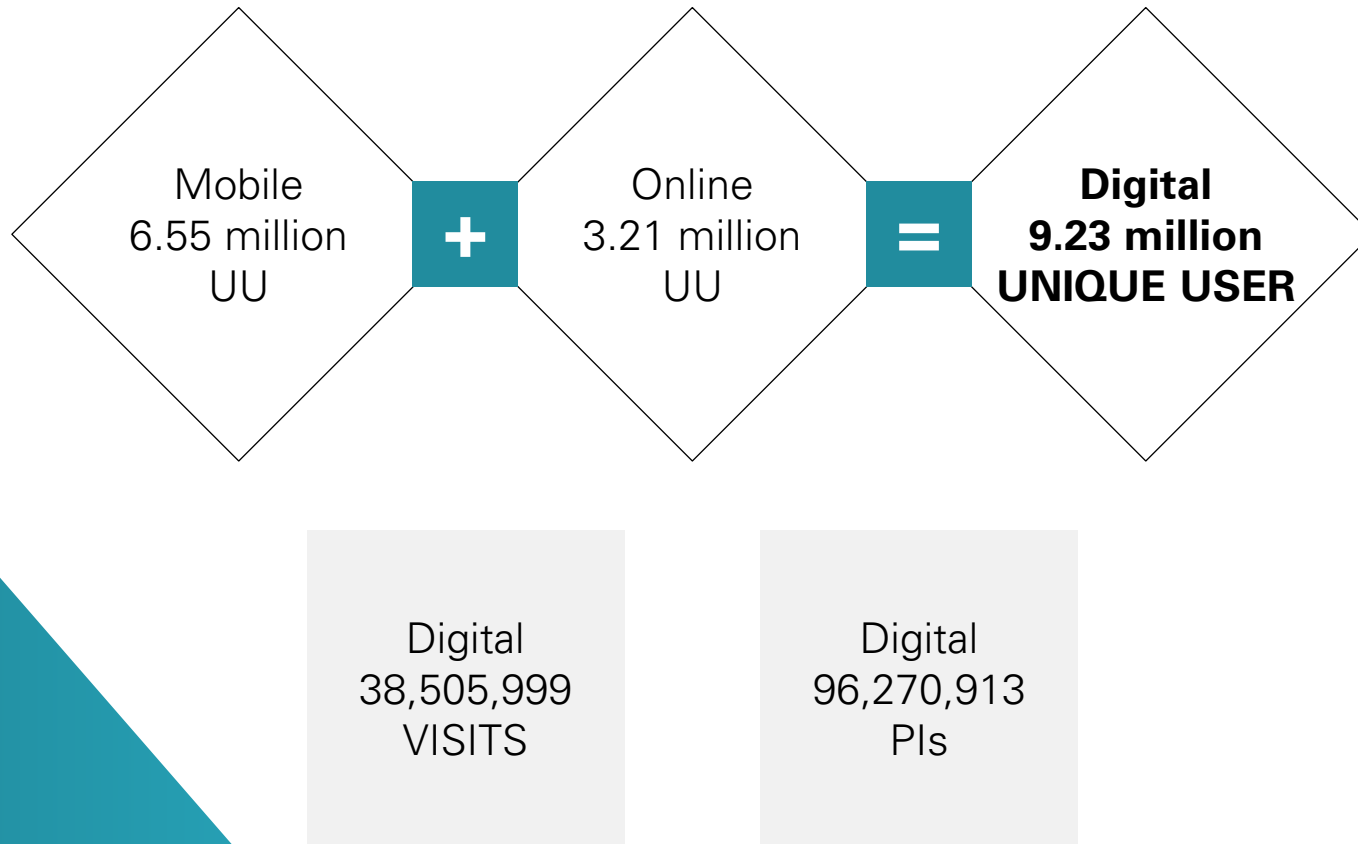 Mobile
6.55 million
UU
+
Online
3.21 million
UU
=
Digital
9.23 million
UNIQUE USER
Digital
38,505,999
VISITS
Digital
96,270,913
PIs